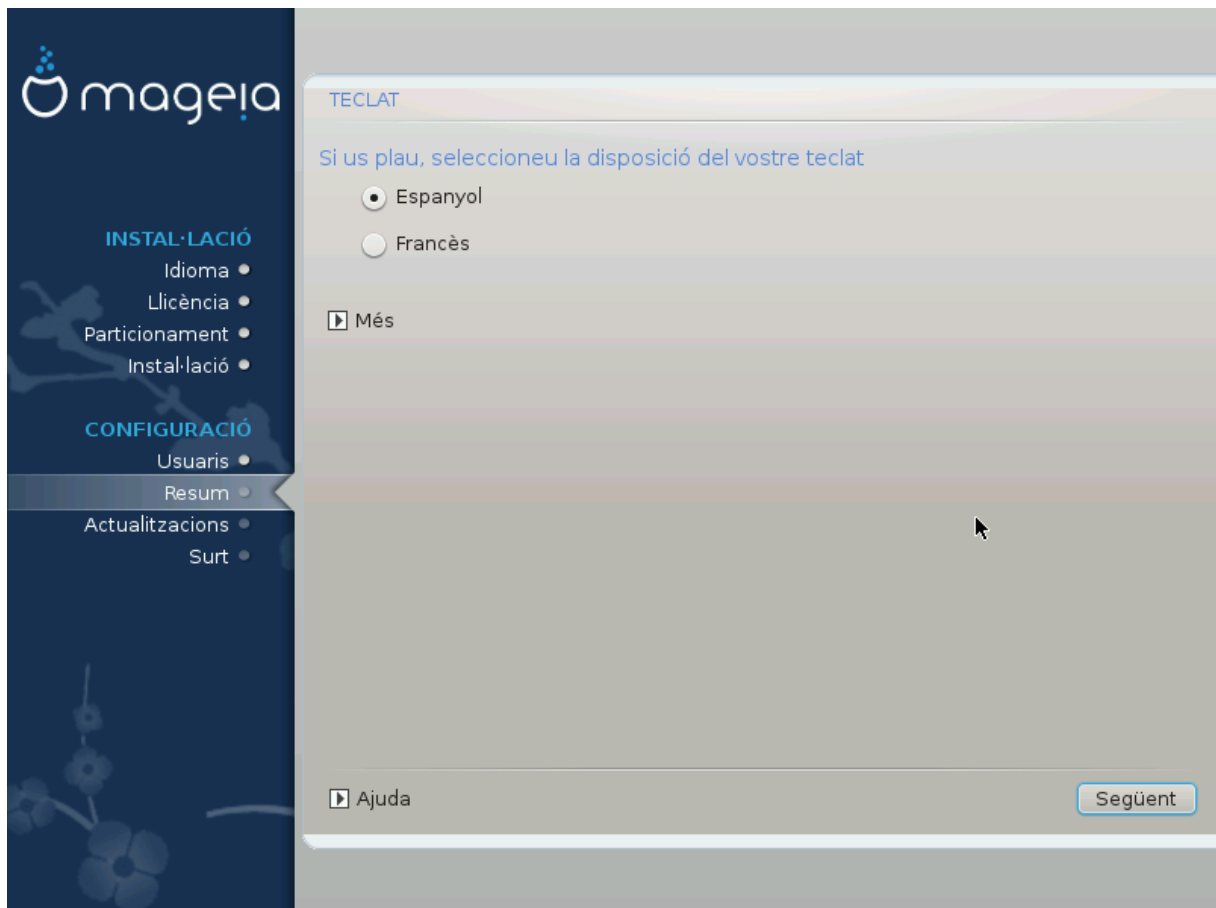 mageia
INSTAL·LACIÓ
Idioma
Llicència
Particionament
Instal·lació
CONFIGURACIÓ
Usuaris
Resum
Actualitzacions
Surt
TECLAT
Si us plau, seleccioneu la disposició del vostre teclat
Espanyol
Francès
Més
Ajuda
Següent